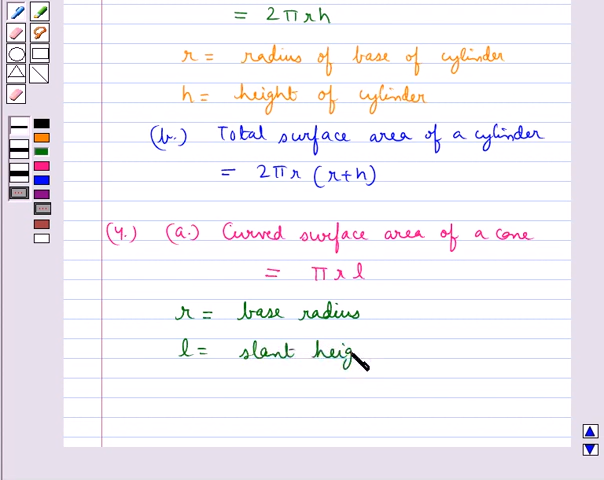 = 2πrh
r = radius of base of cylinder
h = height of cylinder
(b.) Total surface area of a cylinder
= 2πr (r+h)
(4.) (a.) Curved surface area of a cone
= πrl
r = base radius
l = slant heig